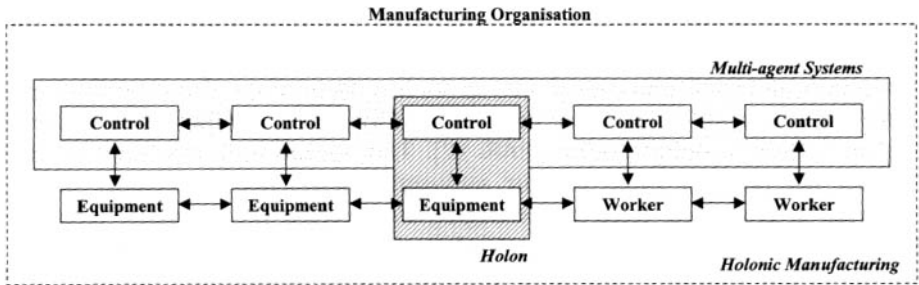 Manufacturing Organisation
Multi-agent Systems
Control Control Control Control Control
Equipment Equipment Equipment Worker Worker
Holon
Holonic Manufacturing